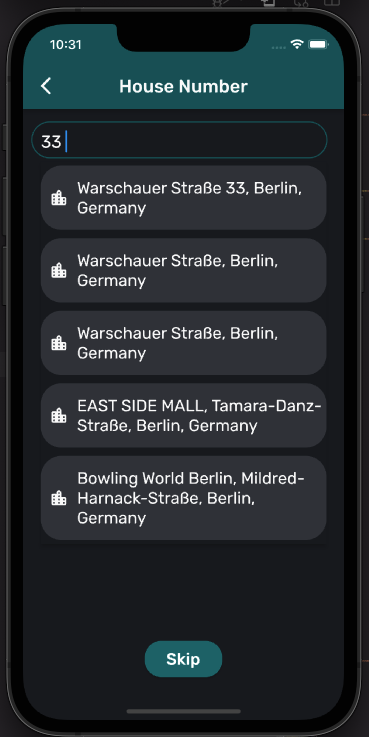 10:31
House Number
33
Warschauer Straße 33, Berlin,
Germany
Warschauer Straße, Berlin,
Germany
Warschauer Straße, Berlin,
Germany
EAST SIDE MALL, Tamara-Danz-
Straße, Berlin, Germany
Bowling World Berlin, Mildred-
Harnack-Straße, Berlin,
Germany
Skip